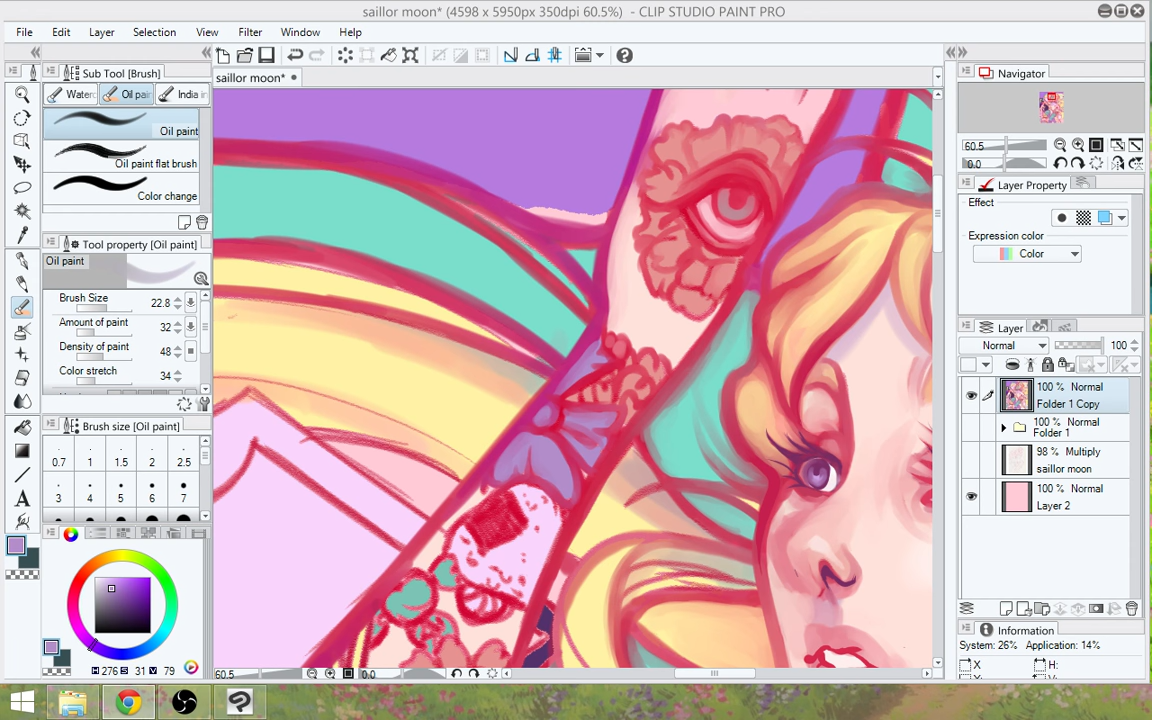 saillor moon* (4598 x 5950px 350dpi 60.5%) - CLIP STUDIO PAINT PRO
File Edit Layer Selection View Filter Window Help
Sub Tool [Brush]
Waterc Oil pain India in
Oil paint
Oil paint flat brush
Color change
Tool property [Oil paint]
Oil paint
Brush Size 22.8
Amount of paint 32
Density of paint 48
Color stretch 34
Brush size [Oil paint]
0.7 1 1.5 2 2.5
3 4 5 6 7
H 276 S 31 V 79
saillor moon*
60.5 0.0
Navigator
60.5
0.0
Layer Property
Effect
Expression color
Color
Layer
Normal 100
100 % Normal
Folder 1 Copy
100 % Normal
Folder 1
98 % Multiply
saillor moon
100 % Normal
Layer 2
Information
System: 26% Application: 14%
X H: